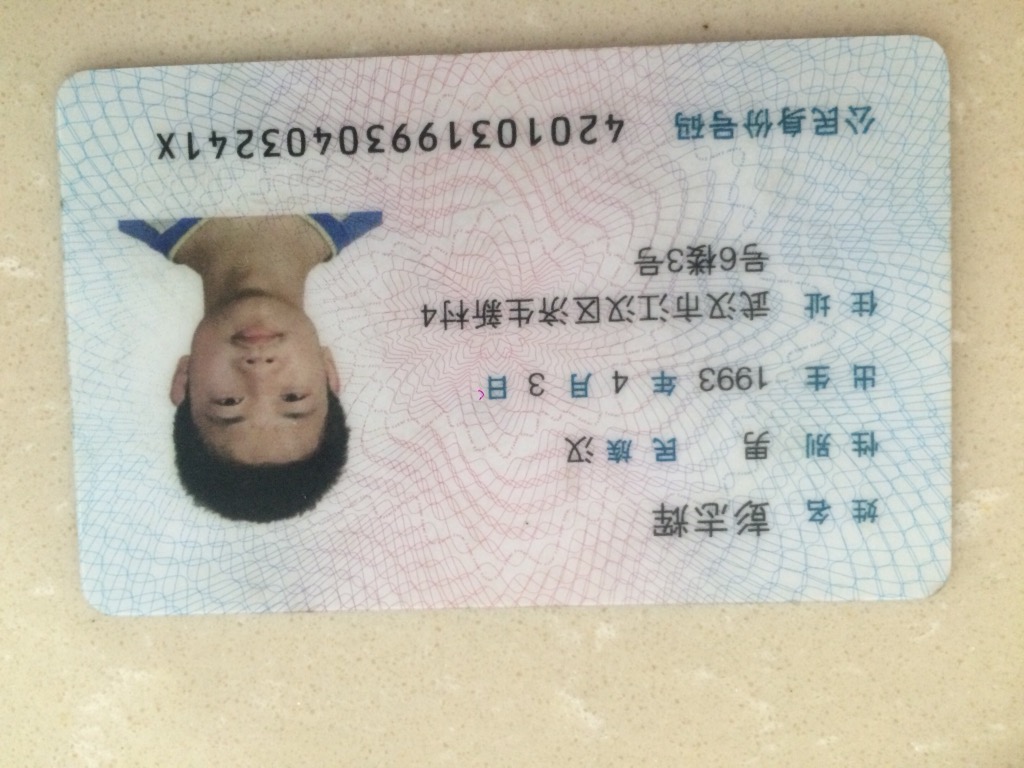 姓名 彭志辉
性别 男 民族 汉
出生 1993 年 4 月 3 日
住址 武汉市江汉区济生新村4
号6楼3号
公民身份号码 42010319930403241X